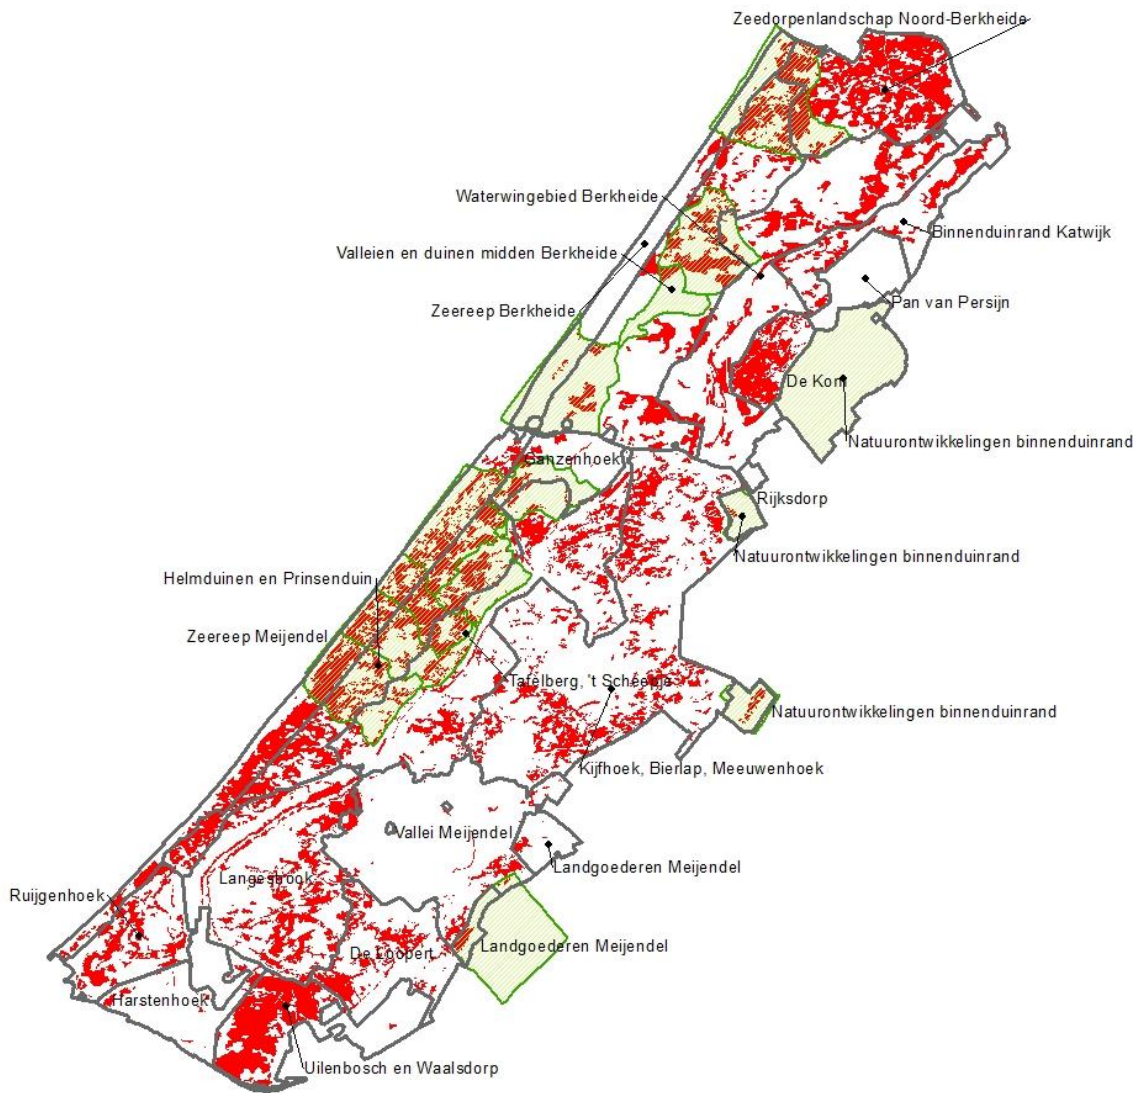 Zeedorpenlandschap Noord-Berkheide
Waterwingebied Berkheide
Binnenduinrand Katwijk
Valleien en duinen midden Berkheide
Pan van Persijn
Zeereep Berkheide
De Kom
Natuurontwikkelingen binnenduinrand
Ganzenhoek
Rijksdorp
Natuurontwikkelingen binnenduinrand
Helmduinen en Prinsenduin
Zeereep Meijendel
Tafelberg, 't Scheepje
Natuurontwikkelingen binnenduinrand
Kijfhoek, Bierlap, Meeuwenhoek
Vallei Meijendel
Landgoederen Meijendel
Langesbroek
Ruijgenhoek
Landgoederen Meijendel
De Loopert
Harstenhoek
Uilenbosch en Waalsdorp